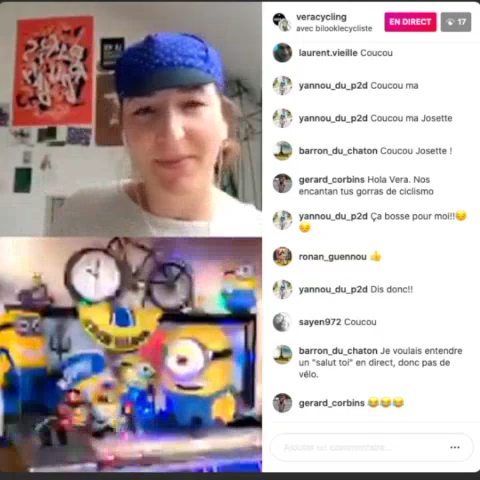 veracycling
avec bilooklecycliste
EN DIRECT
17
laurent.vieille Coucou
yannou_du_p2d Coucou ma
yannou_du_p2d Coucou ma Josette
barron_du_chaton Coucou Josette !
gerard_corbins Hola Vera. Nos
encantan tus gorras de ciclismo
yannou_du_p2d Ça bosse pour moi!!😏
😏
ronan_guennou 👍
yannou_du_p2d Dis donc!!
sayen972 Coucou
barron_du_chaton Je voulais entendre
un "salut toi" en direct, donc pas de
vélo.
gerard_corbins 😂😂😂
Ajouter un commentaire...